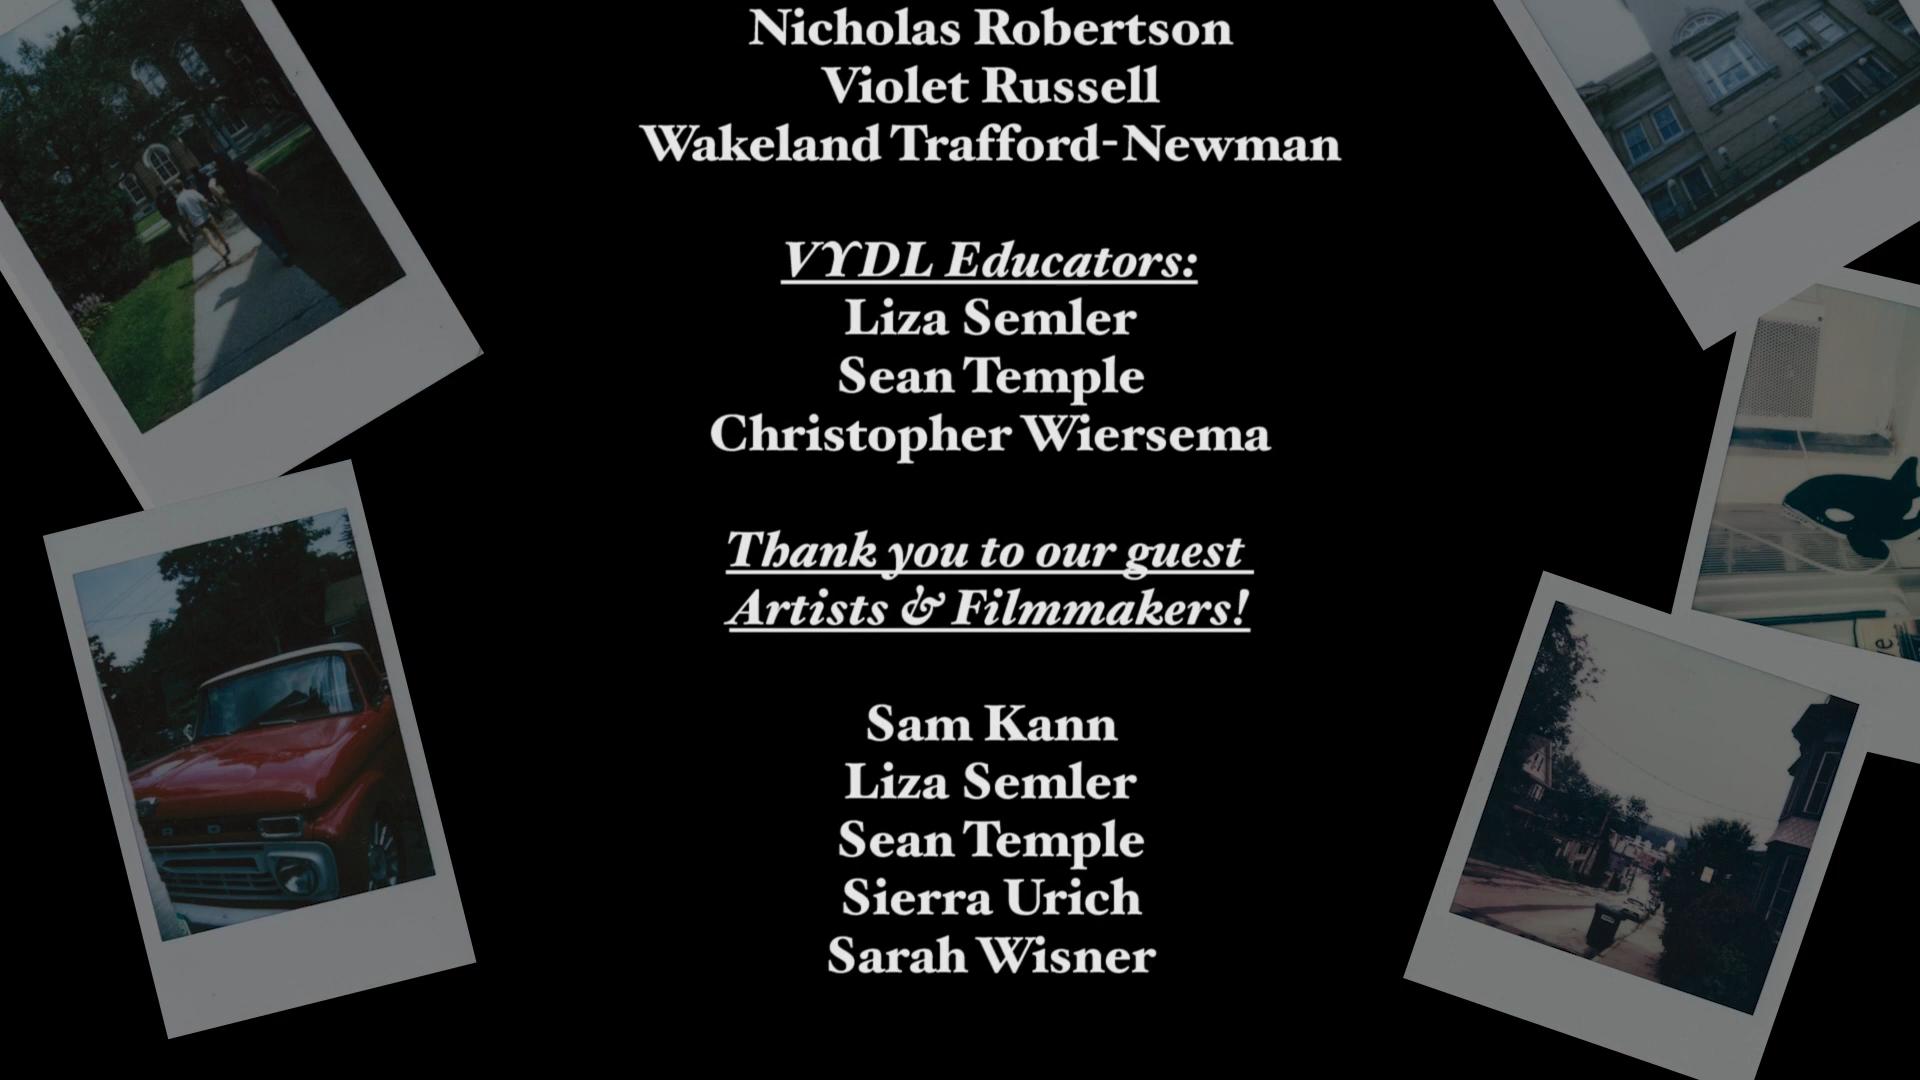 Nicholas Robertson
Violet Russell
Wakeland Trafford-Newman
VYDL Educators:
Liza Semler
Sean Temple
Christopher Wiersema
Thank you to our guest
Artists & Filmmakers!
Sam Kann
Liza Semler
Sean Temple
Sierra Urich
Sarah Wisner